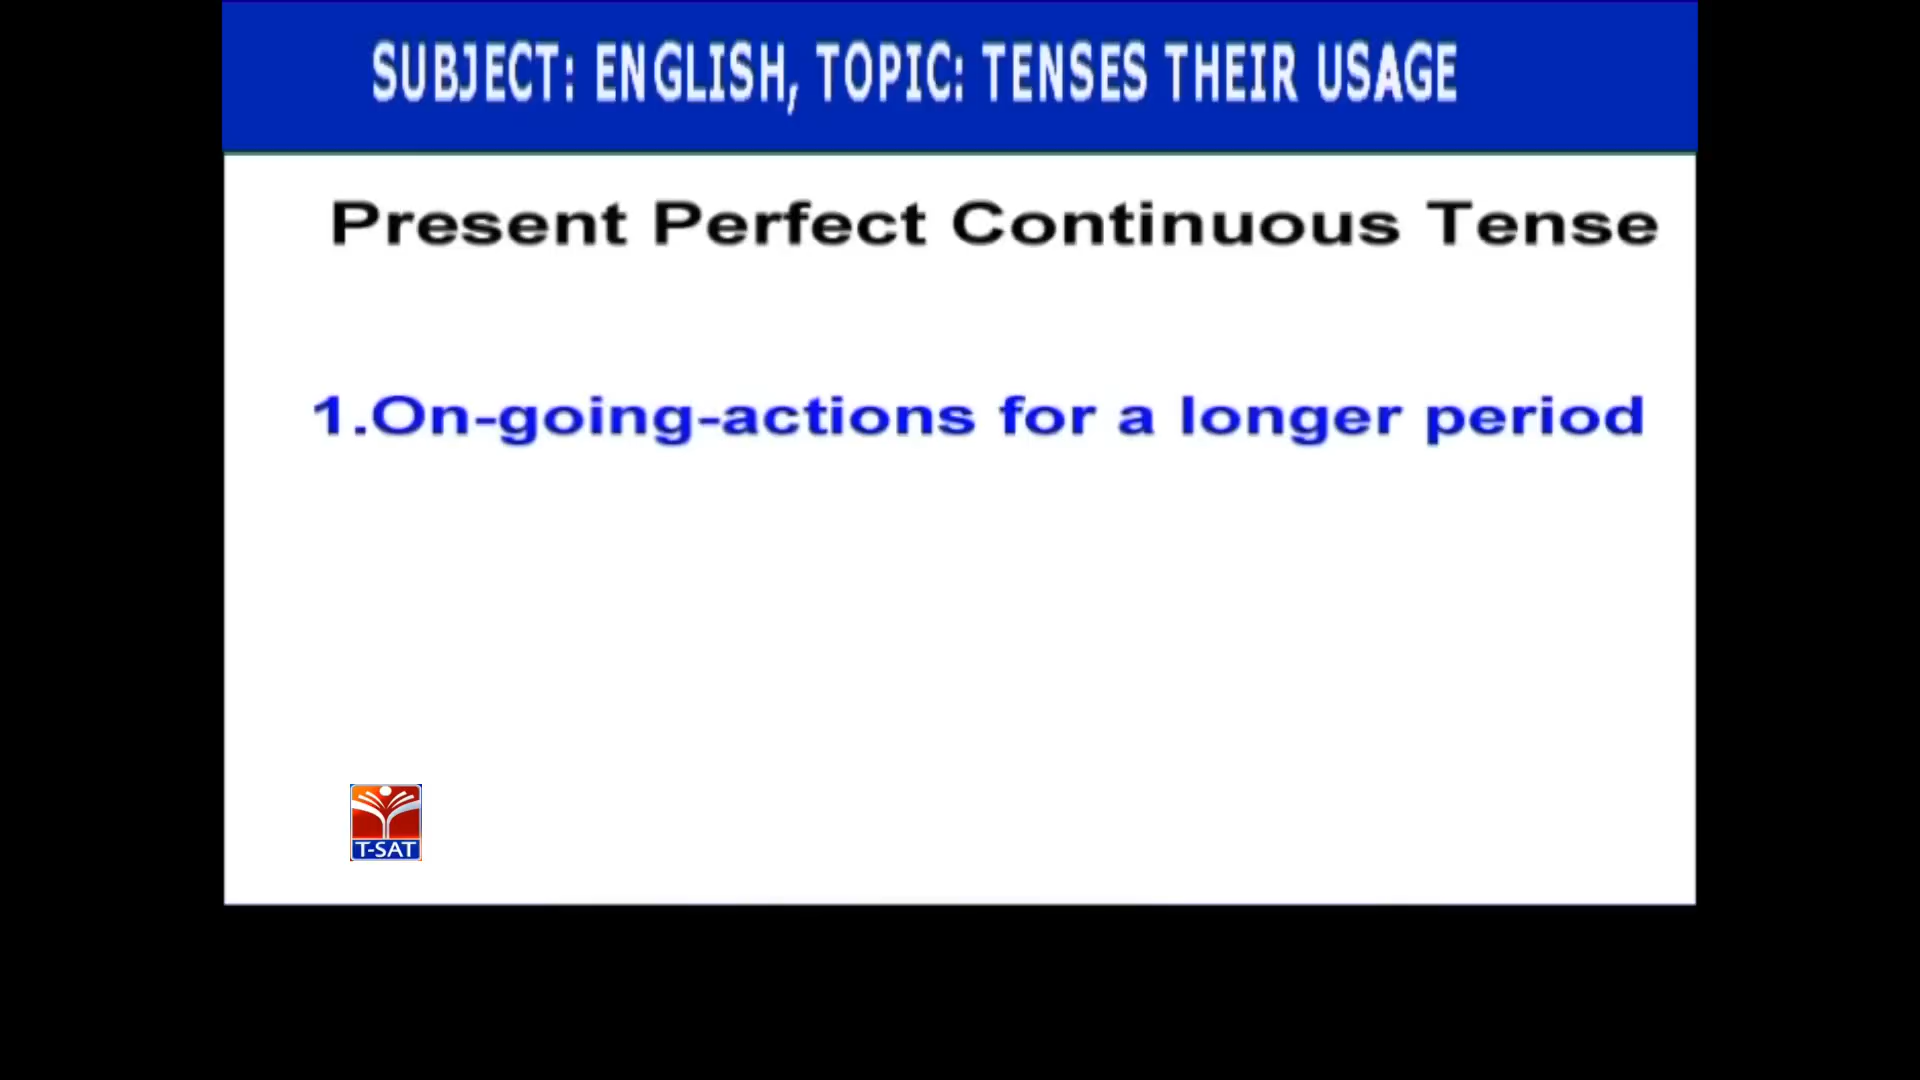 SUBJECT: ENGLISH, TOPIC: TENSES THEIR USAGE
Present Perfect Continuous Tense
1.On-going-actions for a longer period
T-SAT